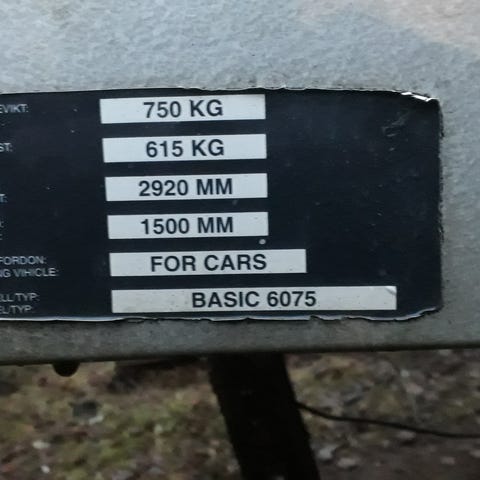 EVIKT: 750 KG
ST: 615 KG
2920 MM
1500 MM
FORDON: FOR CARS
NG VIHICLE:
ELL/TYP: BASIC 6075
EL/TYP: